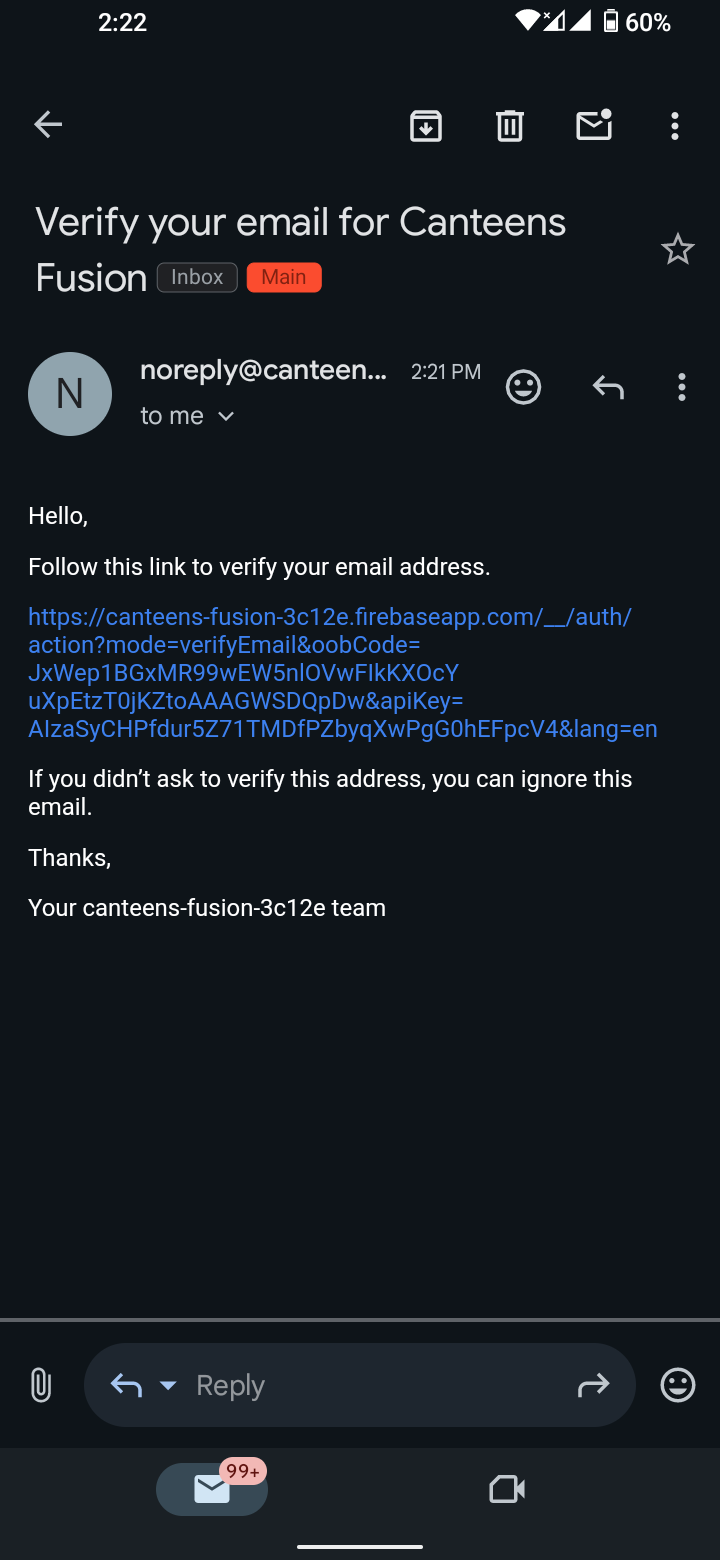 2:22
60%
Verify your email for Canteens
Fusion Inbox Main
N
noreply@canteen... 2:21 PM
to me
Hello,
Follow this link to verify your email address.
https://canteens-fusion-3c12e.firebaseapp.com/__/auth/
action?mode=verifyEmail&oobCode=
JxWep1BGxMR99wEW5nlOVwFIkKXOcY
uXpEtzT0jKZtoAAAGWSDQpDw&apiKey=
AIzaSyCHPfdur5Z71TMDfPZbyqXwPgG0hEFpcV4&lang=en
If you didn’t ask to verify this address, you can ignore this
email.
Thanks,
Your canteens-fusion-3c12e team
Reply
99+